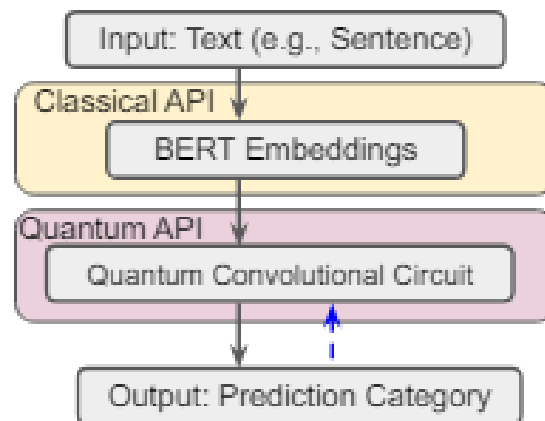 Input: Text (e.g., Sentence)
Classical API
BERT Embeddings
Quantum API
Quantum Convolutional Circuit
Output: Prediction Category